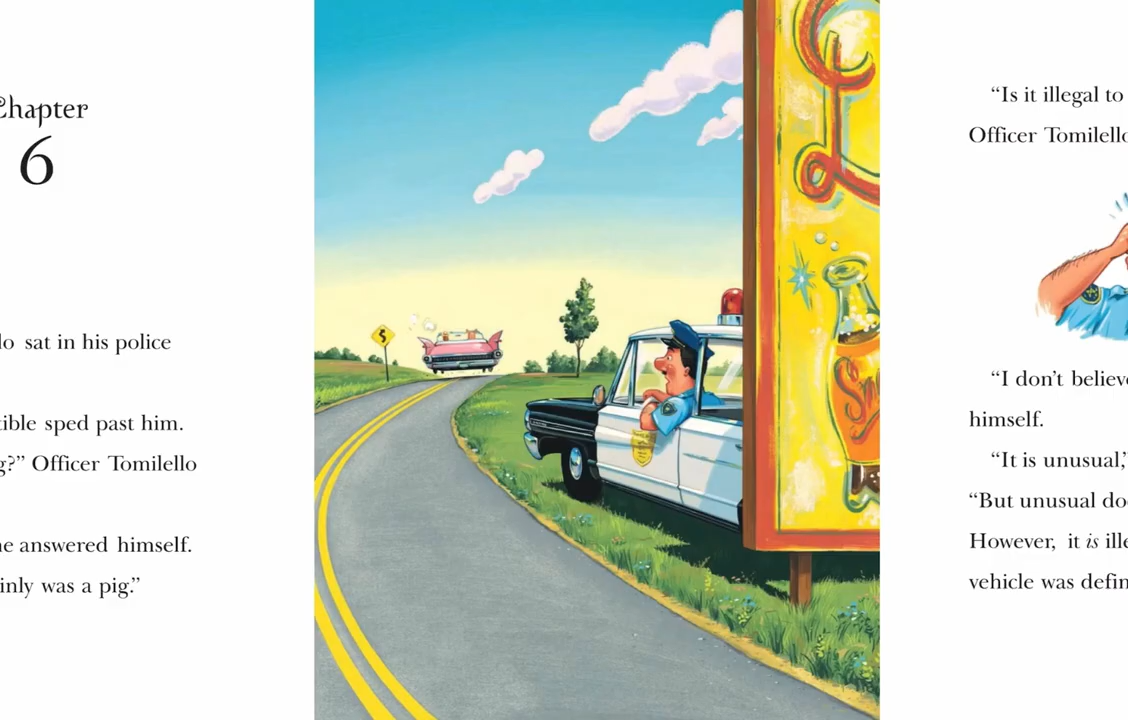 Chapter
6
lo sat in his police
ible sped past him.
g?” Officer Tomilello
he answered himself.
inly was a pig.”
“Is it illegal to
Officer Tomilello
“I don’t believe
himself.
“It is unusual,”
“But unusual doe
However, it is ille
vehicle was defin